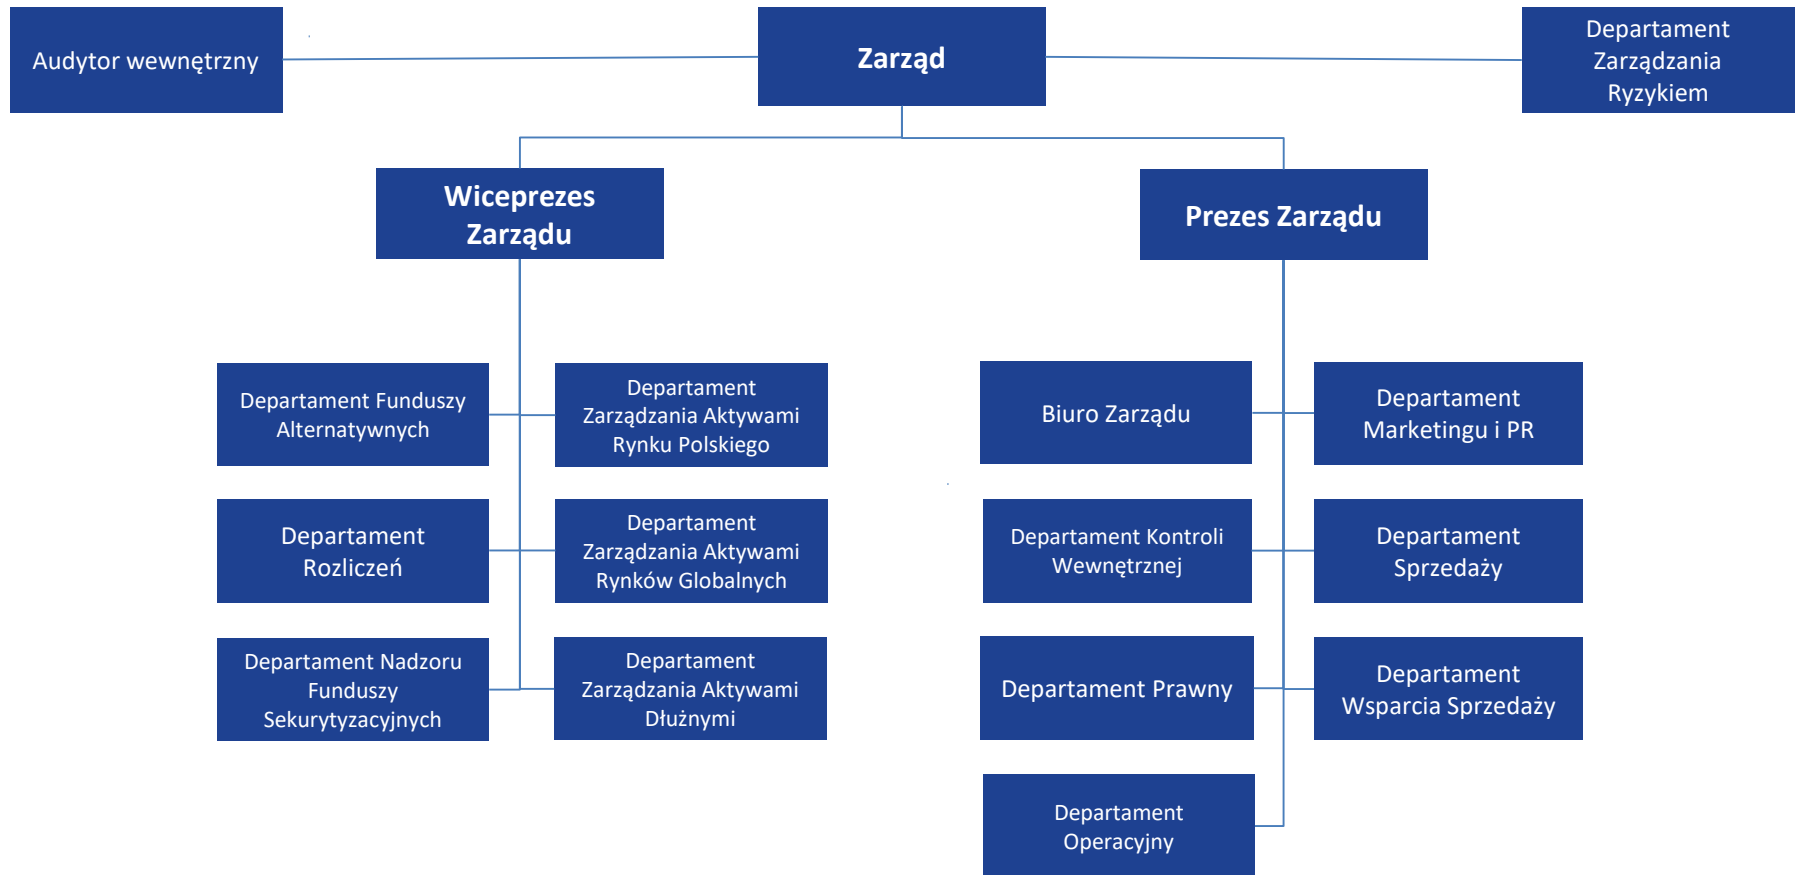 Audytor wewnętrzny
Zarząd
Departament
Zarządzania
Ryzykiem
Wiceprezes
Zarządu
Prezes Zarządu
Departament Funduszy
Alternatywnych
Departament
Zarządzania Aktywami
Rynku Polskiego
Biuro Zarządu
Departament
Marketingu i PR
Departament
Rozliczeń
Departament
Zarządzania Aktywami
Rynków Globalnych
Departament Kontroli
Wewnętrznej
Departament
Sprzedaży
Departament Nadzoru
Funduszy
Sekurytyzacyjnych
Departament
Zarządzania Aktywami
Dłużnymi
Departament Prawny
Departament
Wsparcia Sprzedaży
Departament
Operacyjny